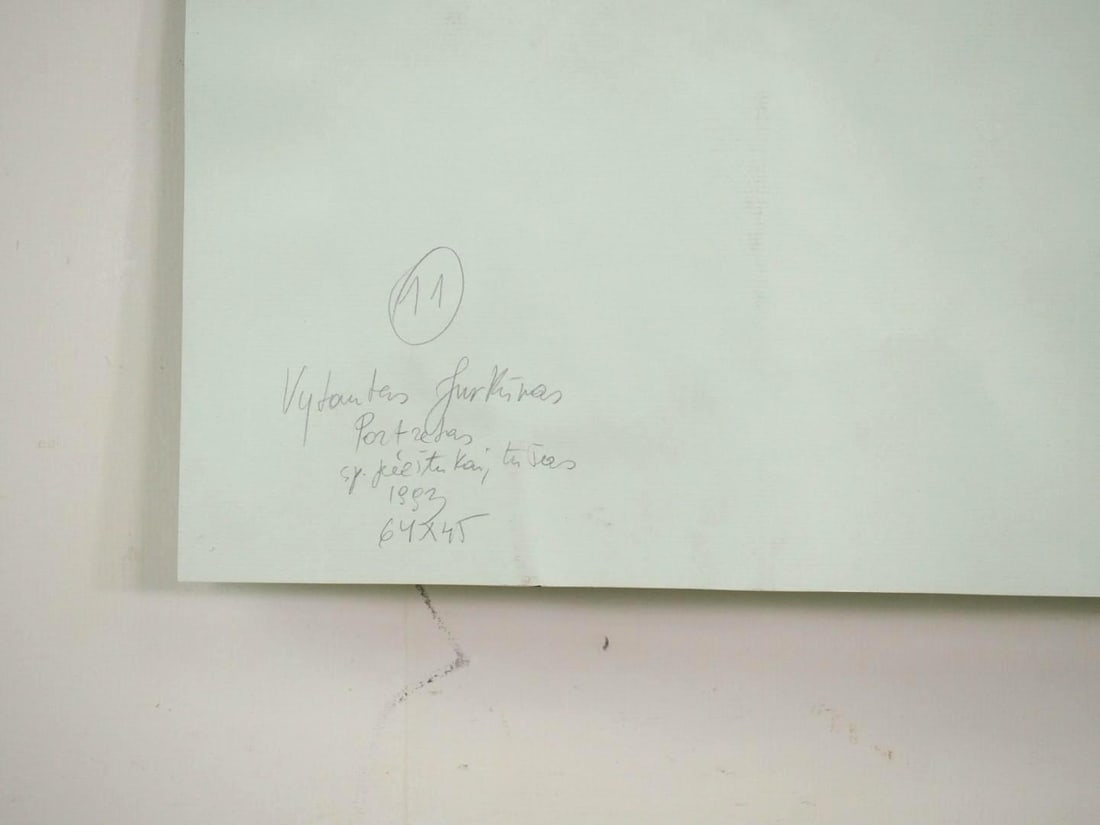 11
Vytautas Jurkūnas
Portretas
sp. pieštukai, tušas
1993
64x45